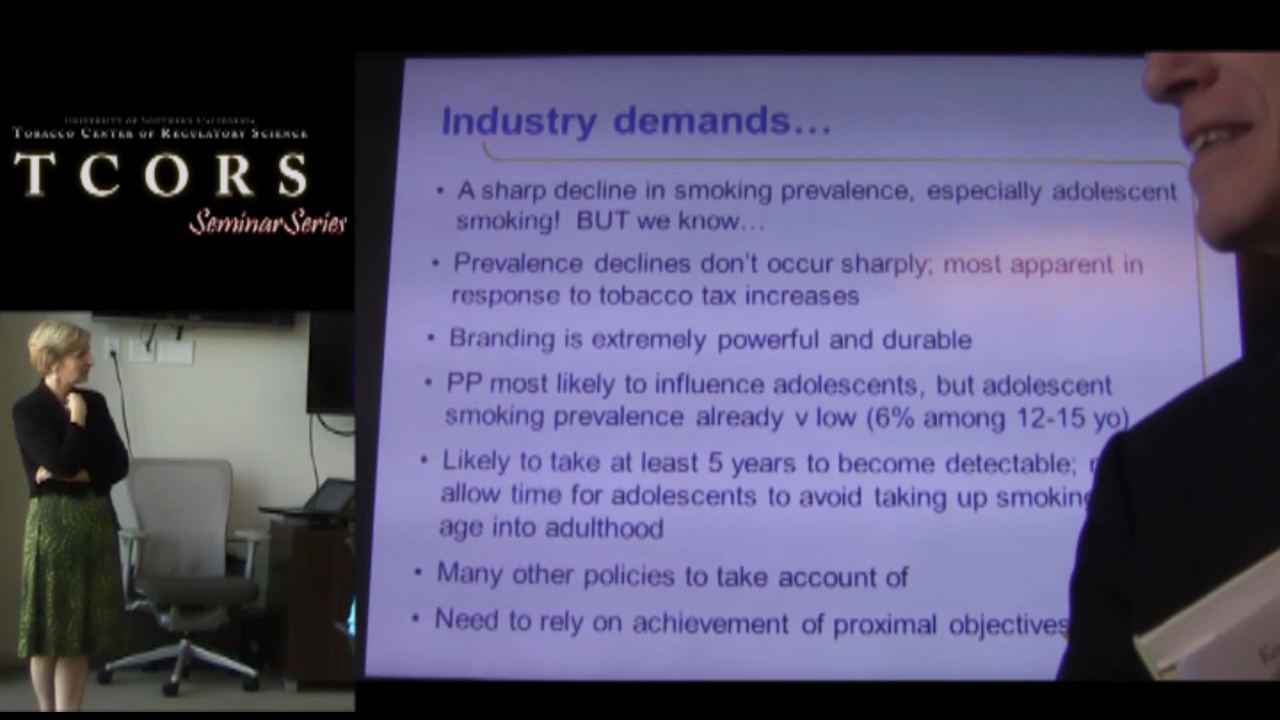 UNIVERSITY OF SOUTHERN CALIFORNIA
TOBACCO CENTER OF REGULATORY SCIENCE
TCORS
Seminar Series
Industry demands…
• A sharp decline in smoking prevalence, especially adolescent
smoking! BUT we know…
• Prevalence declines don't occur sharply; most apparent in
response to tobacco tax increases
• Branding is extremely powerful and durable
• PP most likely to influence adolescents, but adolescent
smoking prevalence already v low (6% among 12-15 yo)
• Likely to take at least 5 years to become detectable;
allow time for adolescents to avoid taking up smoking
age into adulthood
• Many other policies to take account of
• Need to rely on achievement of proximal objectives